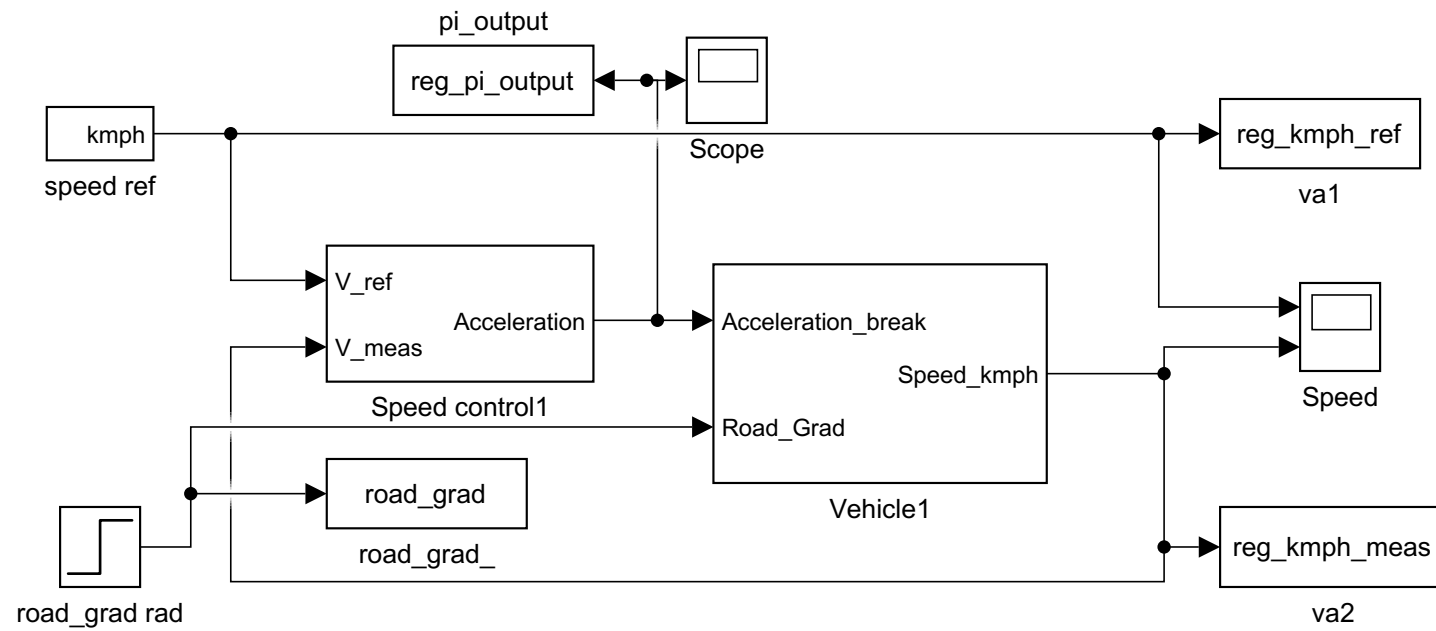 pi_output
reg_pi_output
Scope
kmph
speed ref
reg_kmph_ref
va1
V_ref
Acceleration
V_meas
Speed control1
Acceleration_break
Speed_kmph
Road_Grad
Vehicle1
Speed
road_grad
road_grad_
road_grad rad
reg_kmph_meas
va2